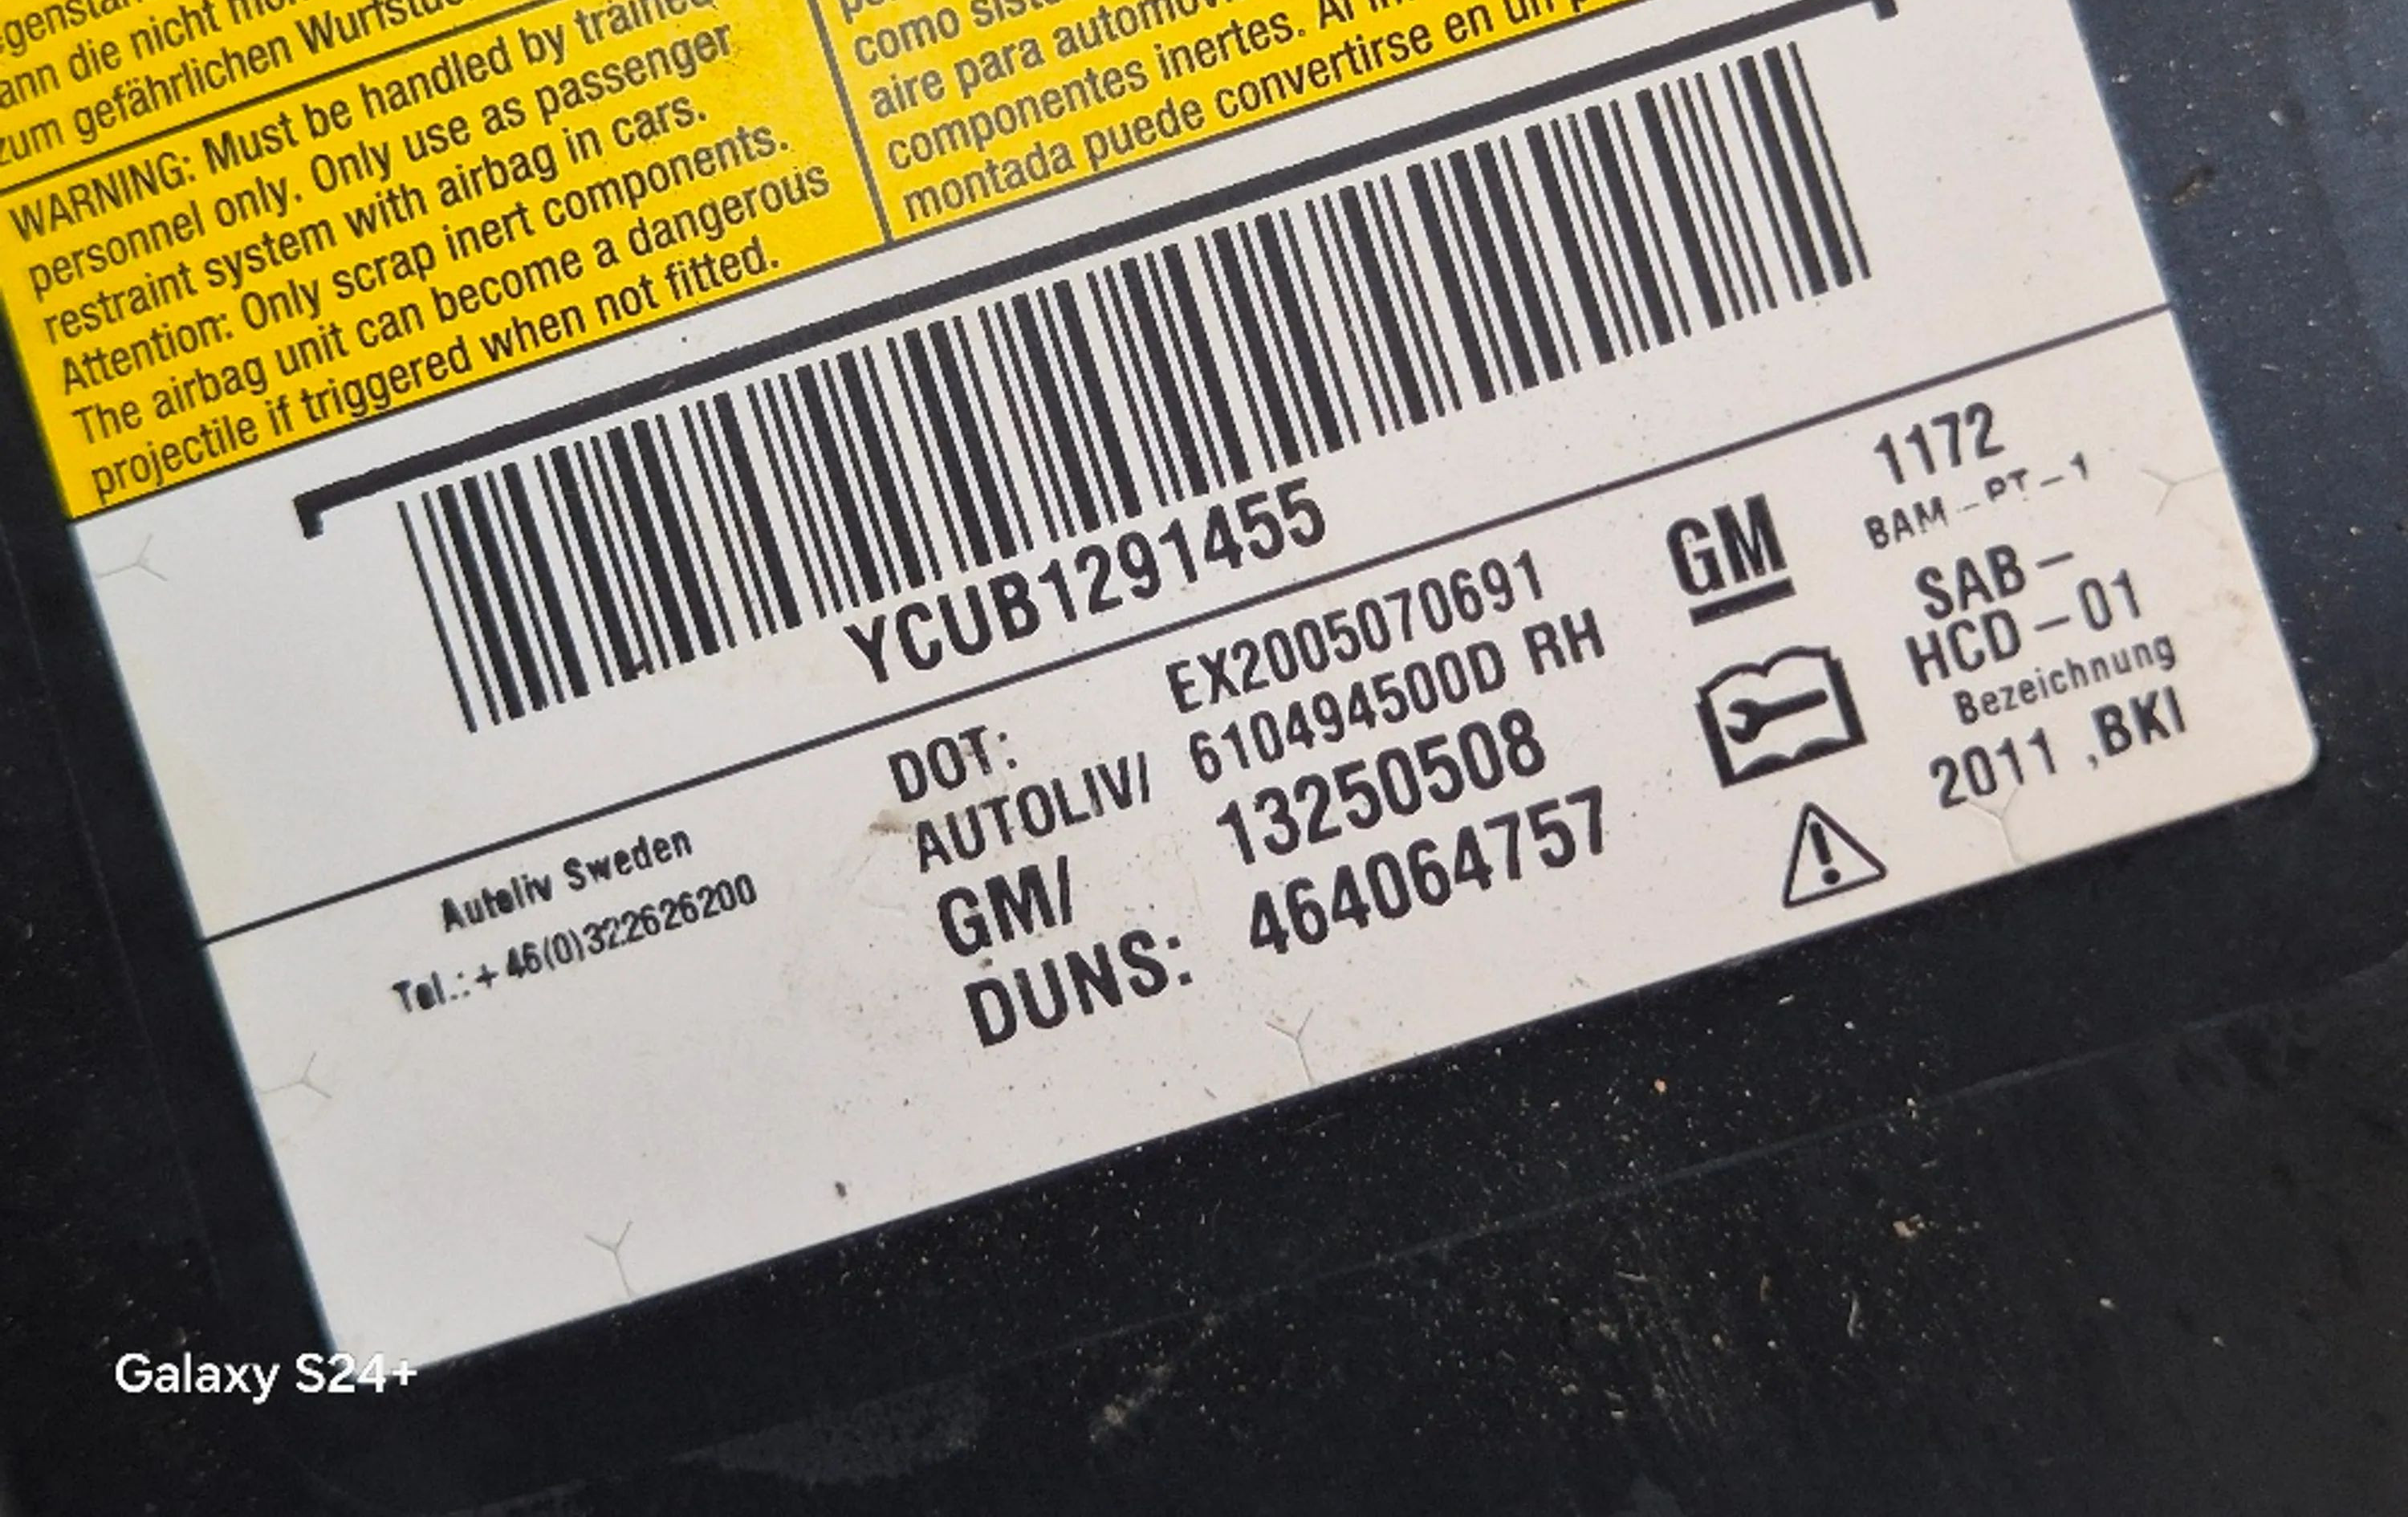 zum gefährlichen
WARNING: Must be handled by trained
personnel only. Only use as passenger
restraint system with airbag in cars.
Attention: Only scrap inert components.
The airbag unit can become a dangerous
projectile if triggered when not fitted.
como
aire para
componentes inertes. Al
montada puede convertirse en un
YCUB1291455
Autoliv Sweden
Tel.: + 46(0)322626200
DOT: EX2005070691
AUTOLIV/ 610494500D RH
GM/ 13250508
DUNS: 464064757
GM
1172
BAM-PT-1
SAB-
HCD-01
Bezeichnung
2011 ,BKI
Galaxy S24+